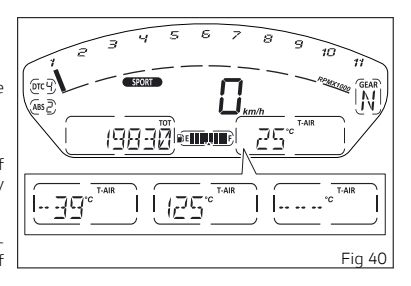 1 2 3 4 5 6 7 8 9 10 11
RPMX1000
DTC 4
SPORT
GEAR
N
ABS 2
0 km/h
TOT
19830
E F
T-AIR
25 °C
T-AIR
-- 39 °C
T-AIR
125 °C
T-AIR
-- -- -- °C
Fig 40